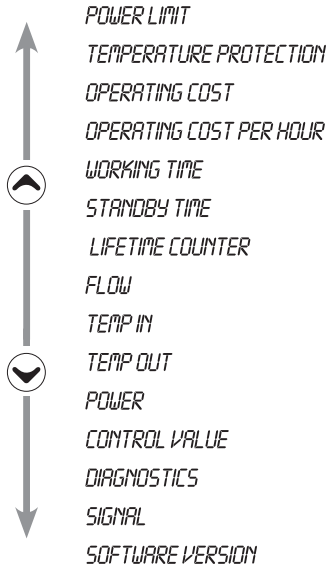 POWER LIMIT
TEMPERATURE PROTECTION
OPERATING COST
OPERATING COST PER HOUR
WORKING TIME
STANDBY TIME
LIFETIME COUNTER
FLOW
TEMP IN
TEMP OUT
POWER
CONTROL VALUE
DIAGNOSTICS
SIGNAL
SOFTWARE VERSION